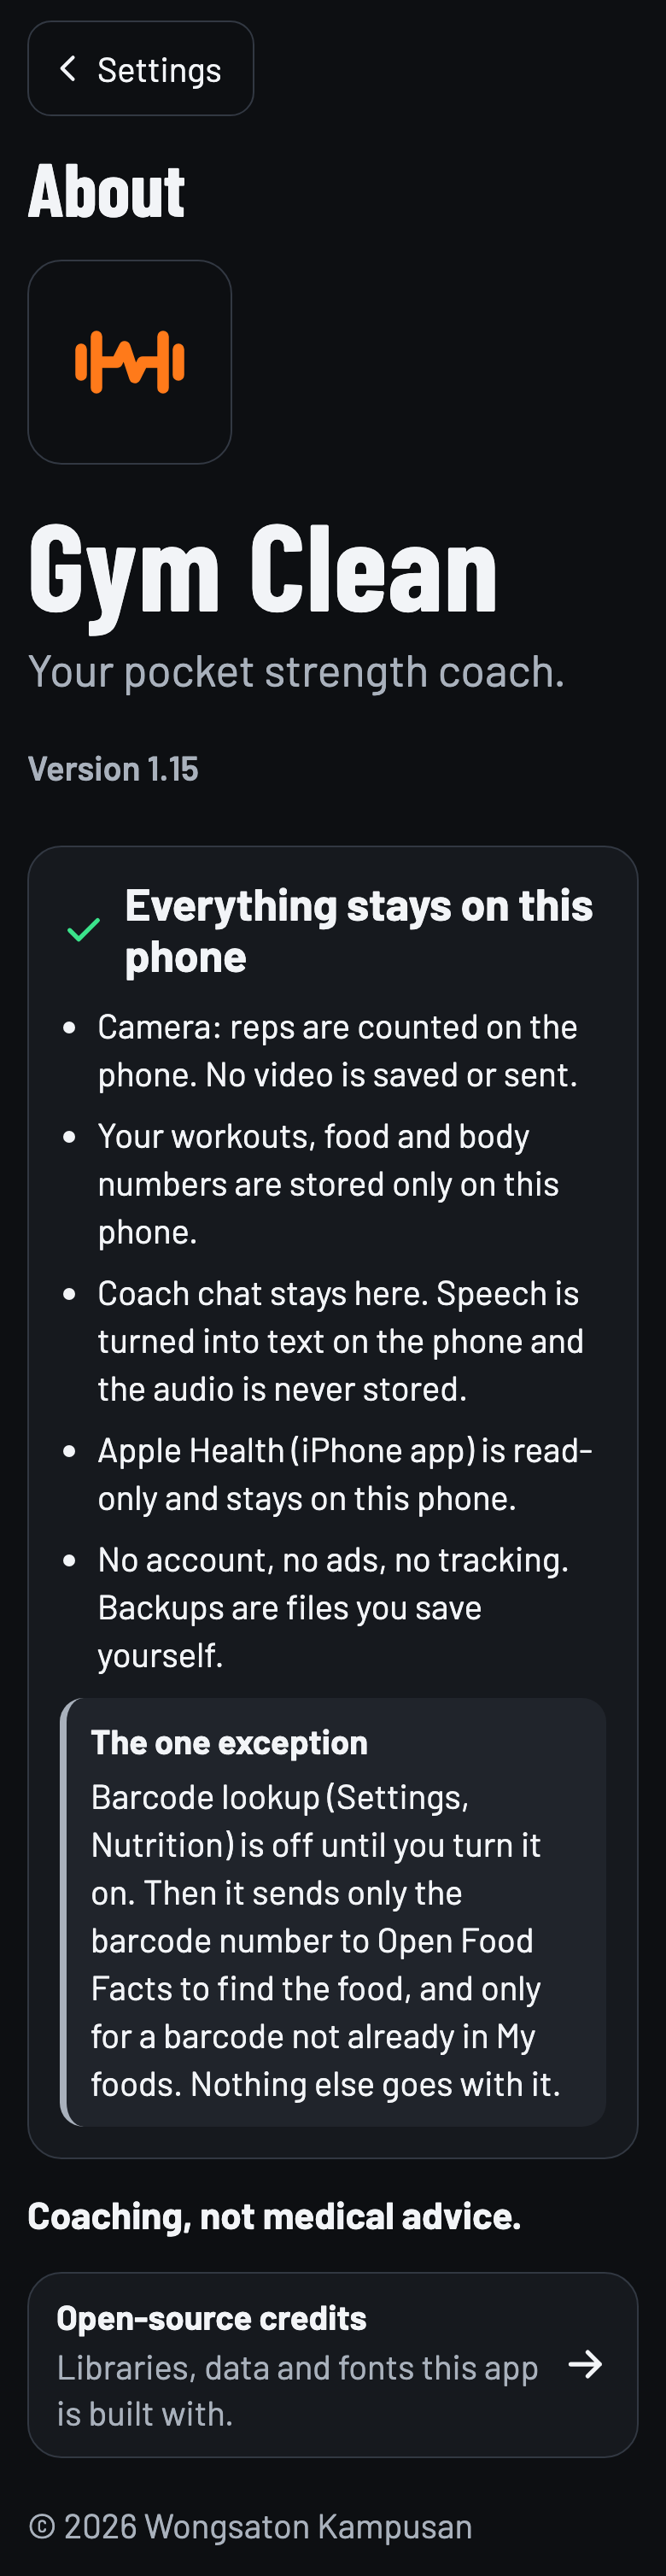 Settings
About
Gym Clean
Your pocket strength coach.
Version 1.15
Everything stays on this
phone
• Camera: reps are counted on the
phone. No video is saved or sent.
• Your workouts, food and body
numbers are stored only on this
phone.
• Coach chat stays here. Speech is
turned into text on the phone and
the audio is never stored.
• Apple Health (iPhone app) is read-
only and stays on this phone.
• No account, no ads, no tracking.
Backups are files you save
yourself.
The one exception
Barcode lookup (Settings,
Nutrition) is off until you turn it
on. Then it sends only the
barcode number to Open Food
Facts to find the food, and only
for a barcode not already in My
foods. Nothing else goes with it.
Coaching, not medical advice.
Open-source credits
Libraries, data and fonts this app
is built with.
© 2026 Wongsaton Kampusan